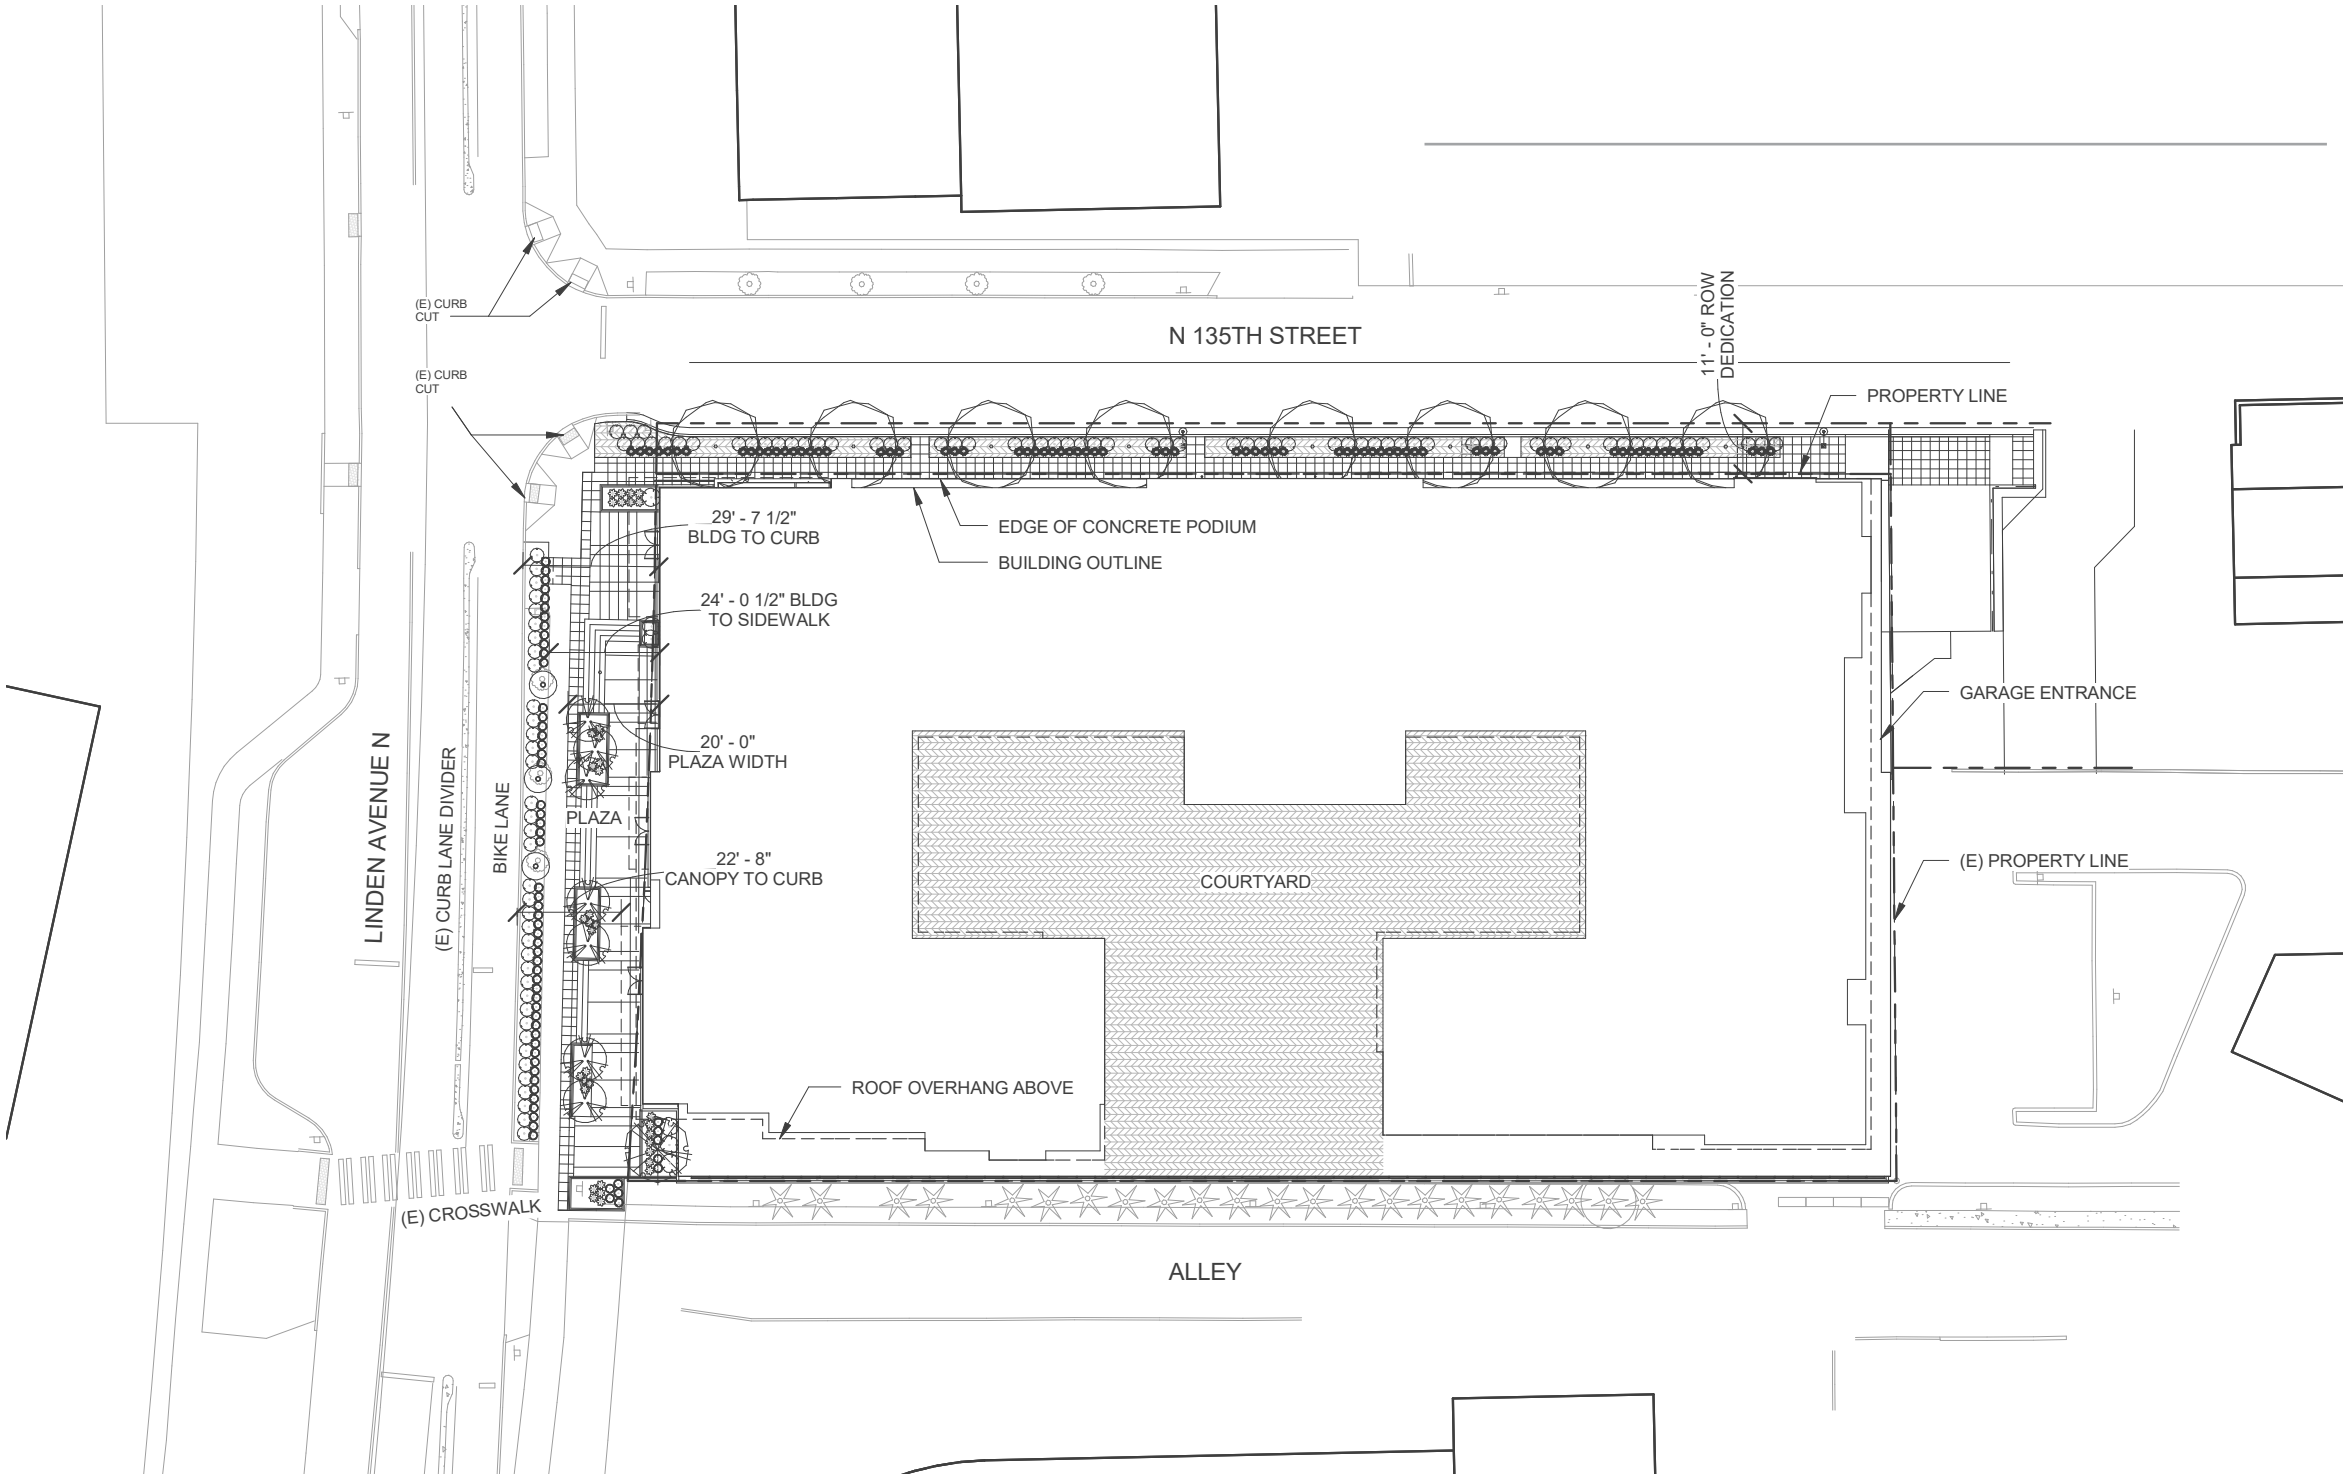 (E) CURB
CUT
N 135TH STREET
11' - 0" ROW
DEDICATION
(E) CURB
CUT
PROPERTY LINE
29' - 7 1/2"
BLDG TO CURB
EDGE OF CONCRETE PODIUM
BUILDING OUTLINE
24' - 0 1/2" BLDG
TO SIDEWALK
GARAGE ENTRANCE
20' - 0"
PLAZA WIDTH
LINDEN AVENUE N
(E) CURB LANE DIVIDER
BIKE LANE
PLAZA
22' - 8"
CANOPY TO CURB
COURTYARD
(E) PROPERTY LINE
ROOF OVERHANG ABOVE
(E) CROSSWALK
ALLEY